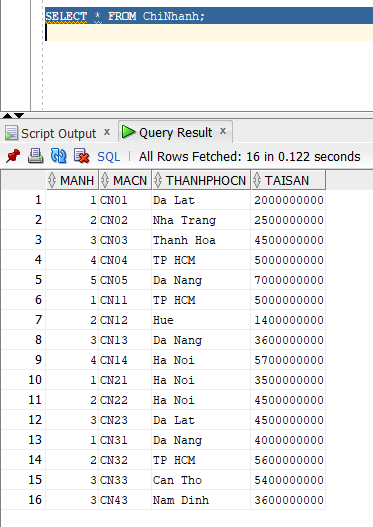 SELECT * FROM ChiNhanh;
Script Output x Query Result x
SQL | All Rows Fetched: 16 in 0.122 seconds
MANH MACN THANHPHOCN TAISAN
1 1 CN01 Da Lat 2000000000
2 2 CN02 Nha Trang 2500000000
3 3 CN03 Thanh Hoa 4500000000
4 4 CN04 TP HCM 5000000000
5 5 CN05 Da Nang 7000000000
6 1 CN11 TP HCM 5000000000
7 2 CN12 Hue 1400000000
8 3 CN13 Da Nang 3600000000
9 4 CN14 Ha Noi 5700000000
10 1 CN21 Ha Noi 3500000000
11 2 CN22 Ha Noi 4500000000
12 3 CN23 Da Lat 4500000000
13 1 CN31 Da Nang 4000000000
14 2 CN32 TP HCM 5600000000
15 3 CN33 Can Tho 5400000000
16 3 CN43 Nam Dinh 3600000000